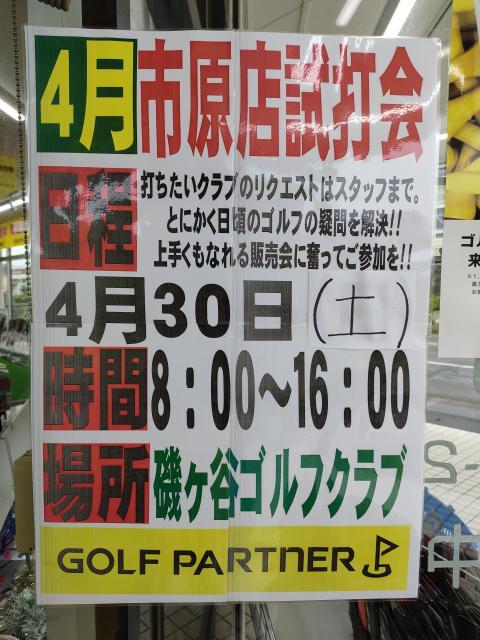 4月市原店試打会
日程
打ちたいクラブのリクエストはスタッフまで。
とにかく日頃のゴルフの疑問を解決!!
上手くもなれる販売会に奮ってご参加を!!
4月30日(土)
時間8:00〜16:00
場所磯ヶ谷ゴルフクラブ
GOLF PARTNER